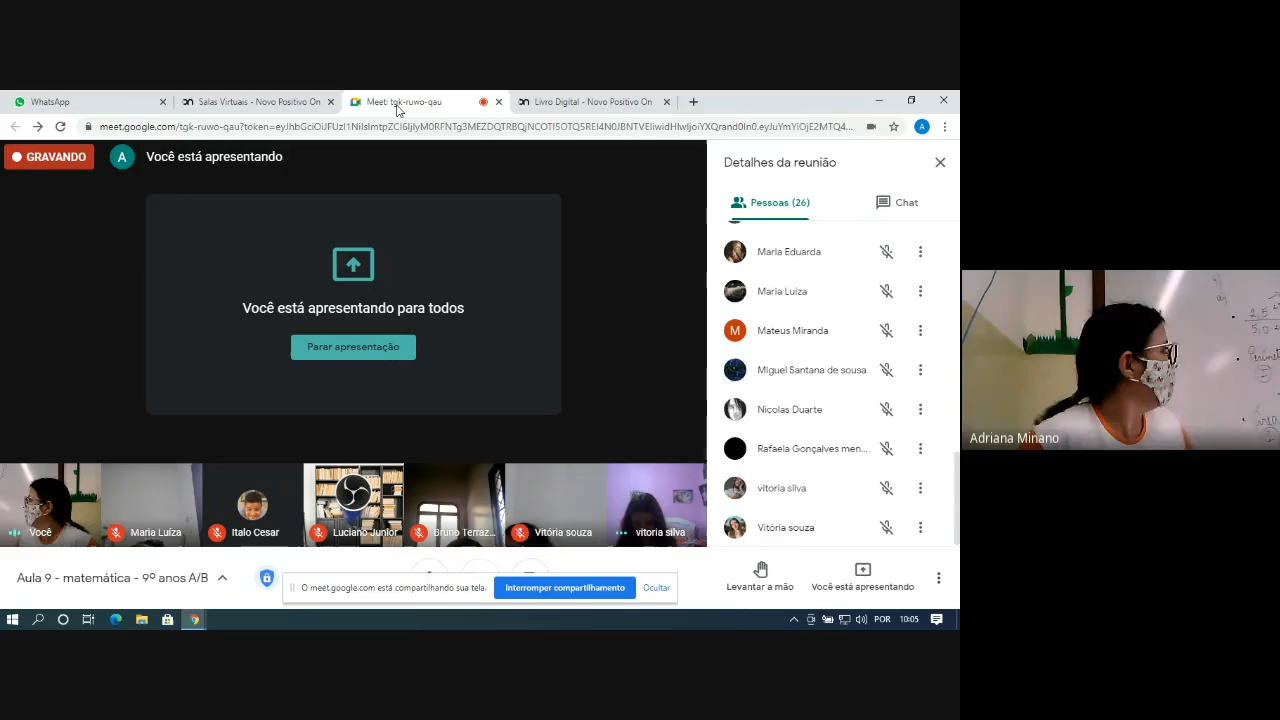 WhatsApp
Salas Virtuais - Novo Positivo On
Meet: tgk-ruwo-qau
Livro Digital - Novo Positivo On
GRAVANDO
A
Você está apresentando
Detalhes da reunião
Pessoas (26)
Chat
Você está apresentando para todos
Parar apresentação
Maria Eduarda
Maria Luíza
M
Mateus Miranda
Miguel Santana de sousa
Nicolas Duarte
Rafaela Gonçalves men...
vitoria silva
Vitória souza
Você
Maria Luíza
Italo Cesar
Luciano Junior
Bruno Terraz...
Vitória souza
vitoria silva
Aula 9 - matemática - 9º anos A/B
O meet.google.com está compartilhando sua tela.
Interromper compartilhamento
Ocultar
Levantar a mão
Você está apresentando
POR
10:05
Adriana Minano